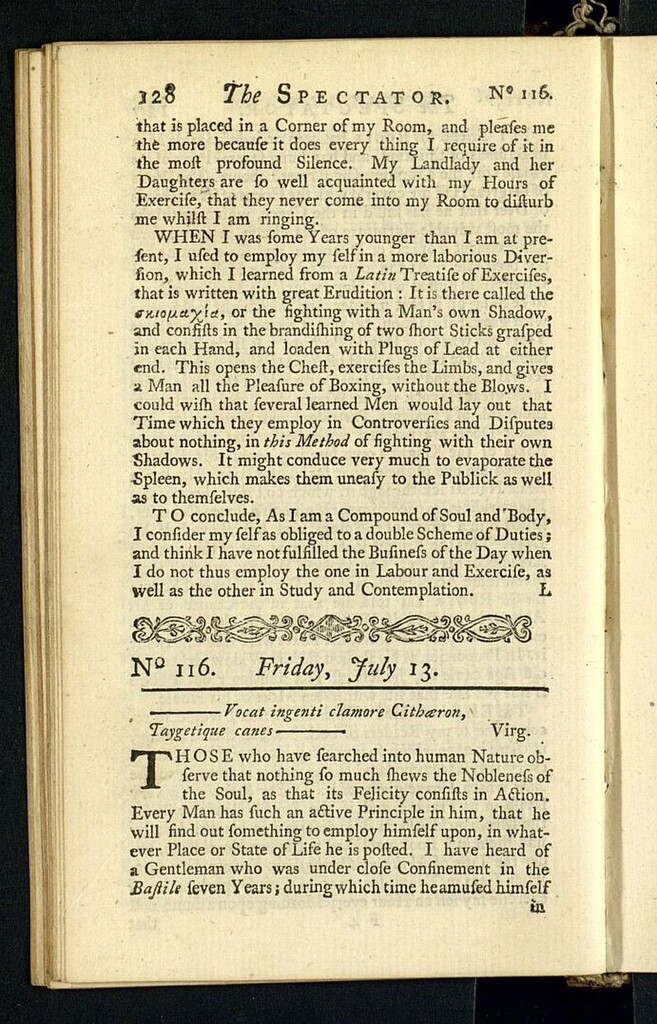 128 The SPECTATOR. Nº 116.
that is placed in a Corner of my Room, and pleaſes me
the more becauſe it does every thing I require of it in
the moſt profound Silence. My Landlady and her
Daughters are ſo well acquainted with my Hours of
Exerciſe, that they never come into my Room to diſturb
me whilſt I am ringing.
WHEN I was ſome Years younger than I am at pre-
ſent, I uſed to employ my ſelf in a more laborious Diver-
ſion, which I learned from a Latin Treatiſe of Exerciſes,
that is written with great Erudition : It is there called the
σκιομαχία, or the fighting with a Man's own Shadow,
and conſiſts in the brandiſhing of two ſhort Sticks graſped
in each Hand, and loaden with Plugs of Lead at either
end. This opens the Cheſt, exerciſes the Limbs, and gives
a Man all the Pleaſure of Boxing, without the Blows. I
could wiſh that ſeveral learned Men would lay out that
Time which they employ in Controverſies and Diſputes
about nothing, in this Method of fighting with their own
Shadows. It might conduce very much to evaporate the
Spleen, which makes them uneaſy to the Publick as well
as to themſelves.
TO conclude, As I am a Compound of Soul and Body,
I conſider my ſelf as obliged to a double Scheme of Duties;
and think I have not fulfilled the Buſineſs of the Day when
I do not thus employ the one in Labour and Exerciſe, as
well as the other in Study and Contemplation. L
Nº 116. Friday, July 13.
——— Vocat ingenti clamore Cithæron,
Taygetique canes ——— Virg.
THOSE who have ſearched into human Nature ob-
ſerve that nothing ſo much ſhews the Nobleneſs of
the Soul, as that its Felicity conſiſts in Action.
Every Man has ſuch an active Principle in him, that he
will find out ſomething to employ himſelf upon, in what-
ever Place or State of Life he is poſted. I have heard of
a Gentleman who was under cloſe Confinement in the
Baſtile ſeven Years; during which time he amuſed himſelf
in